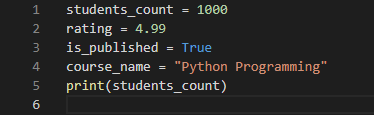 1 students_count = 1000
2 rating = 4.99
3 is_published = True
4 course_name = "Python Programming"
5 print(students_count)
6